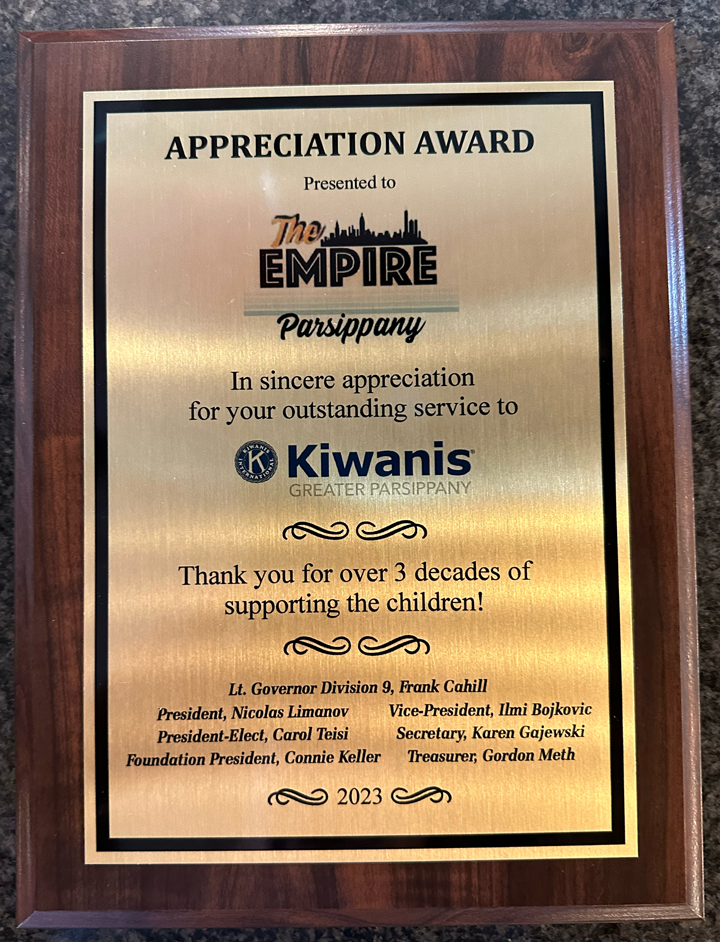 APPRECIATION AWARD
Presented to
The
EMPIRE
Parsippany
In sincere appreciation
for your outstanding service to
KIWANIS INTERNATIONAL K
Kiwanis®
GREATER PARSIPPANY
Thank you for over 3 decades of
supporting the children!
Lt. Governor Division 9, Frank Cahill
President, Nicolas Limanov Vice-President, Ilmi Bojkovic
President-Elect, Carol Teisi Secretary, Karen Gajewski
Foundation President, Connie Keller Treasurer, Gordon Meth
2023